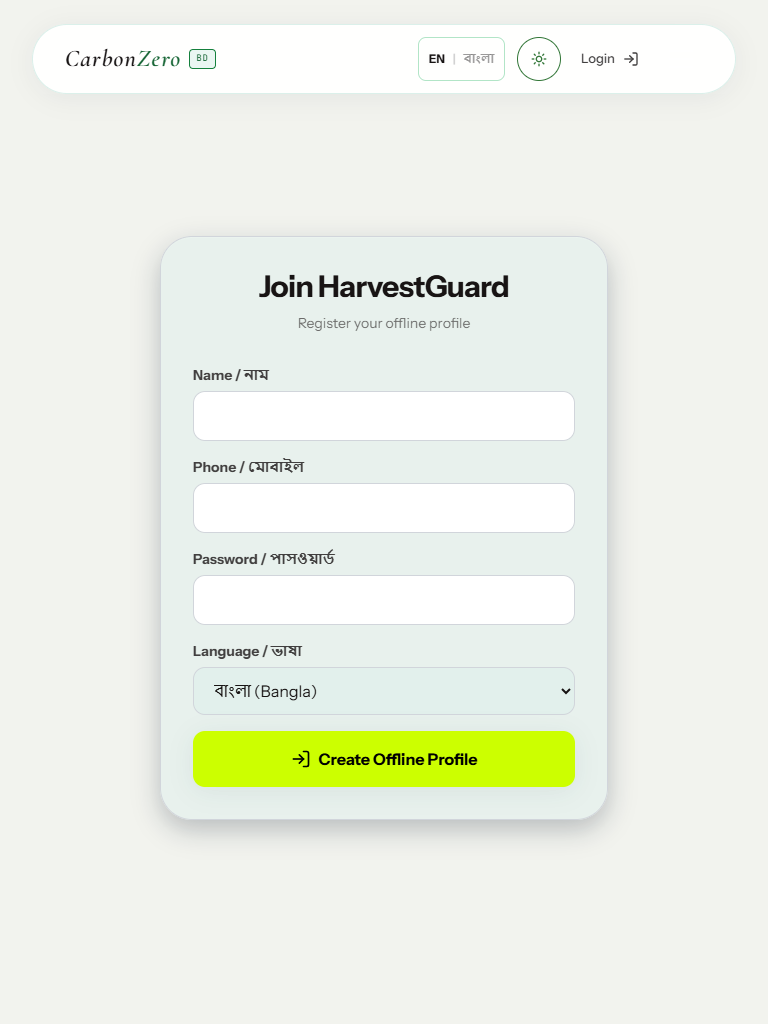 CarbonZero BD
EN | বাংলা
Login
Join HarvestGuard
Register your offline profile
Name / নাম
Phone / মোবাইল
Password / পাসওয়ার্ড
Language / ভাষা
বাংলা (Bangla)
Create Offline Profile